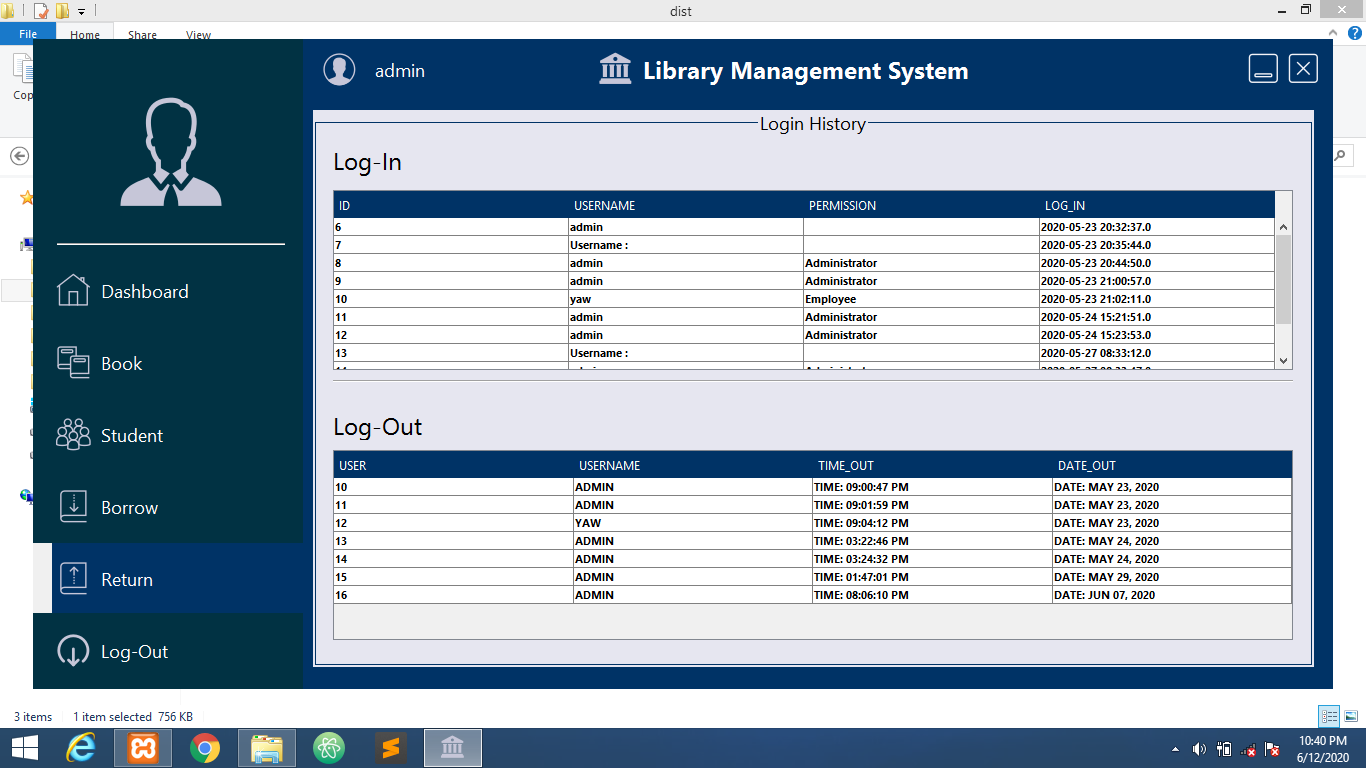 dist
File Home Share View
Cop
admin
Library Management System
Login History
Log-In
ID USERNAME PERMISSION LOG_IN
6 admin 2020-05-23 20:32:37.0
7 Username : 2020-05-23 20:35:44.0
8 admin Administrator 2020-05-23 20:44:50.0
9 admin Administrator 2020-05-23 21:00:57.0
10 yaw Employee 2020-05-23 21:02:11.0
11 admin Administrator 2020-05-24 15:21:51.0
12 admin Administrator 2020-05-24 15:23:53.0
13 Username : 2020-05-27 08:33:12.0
Log-Out
USER USERNAME TIME_OUT DATE_OUT
10 ADMIN TIME: 09:00:47 PM DATE: MAY 23, 2020
11 ADMIN TIME: 09:01:59 PM DATE: MAY 23, 2020
12 YAW TIME: 09:04:12 PM DATE: MAY 23, 2020
13 ADMIN TIME: 03:22:46 PM DATE: MAY 24, 2020
14 ADMIN TIME: 03:24:32 PM DATE: MAY 24, 2020
15 ADMIN TIME: 01:47:01 PM DATE: MAY 29, 2020
16 ADMIN TIME: 08:06:10 PM DATE: JUN 07, 2020
Dashboard
Book
Student
Borrow
Return
Log-Out
3 items 1 item selected 756 KB
10:40 PM
6/12/2020